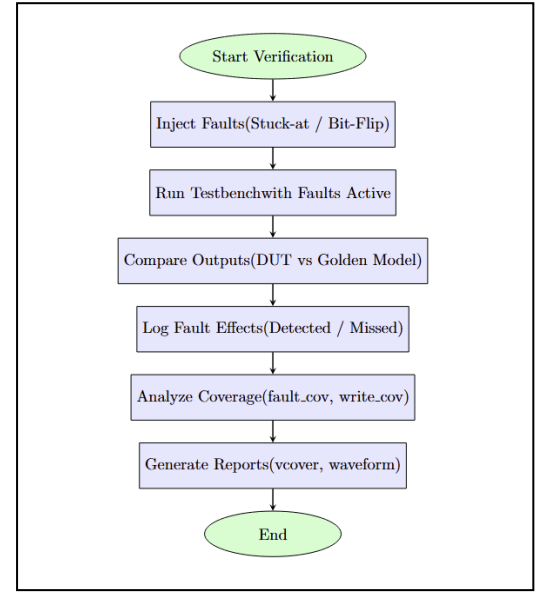 Start Verification
Inject Faults(Stuck-at / Bit-Flip)
Run Testbenchwith Faults Active
Compare Outputs(DUT vs Golden Model)
Log Fault Effects(Detected / Missed)
Analyze Coverage(fault_cov, write_cov)
Generate Reports(vcover, waveform)
End